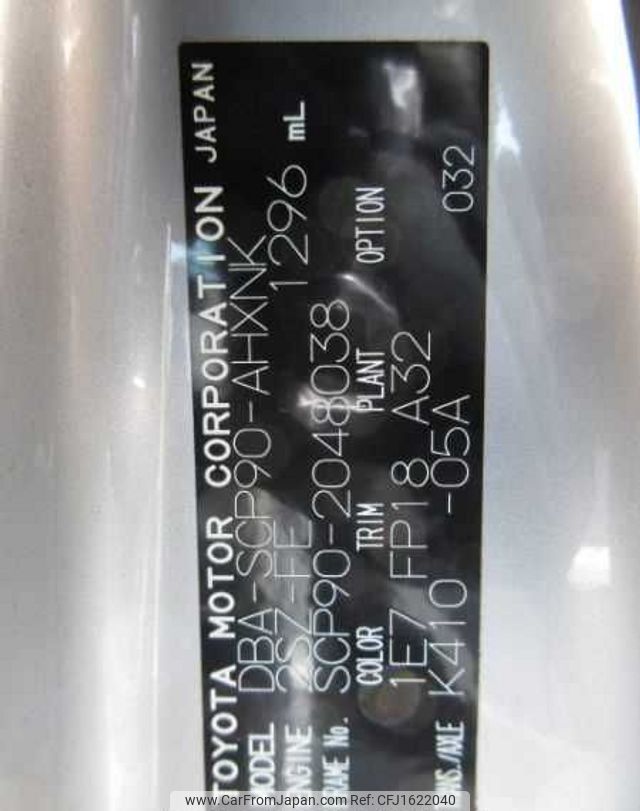 TOYOTA MOTOR CORPORATION JAPAN
MODEL DBA-SCP90-AHXNK
ENGINE 2SZ-FE 1296 mL
FRAME No. SCP90-2048038
COLOR TRIM PLANT OPTION
1E7 FP18 A32
TRANS./AXLE K410 -05A 032
www.CarFromJapan.com @CFJ1622040